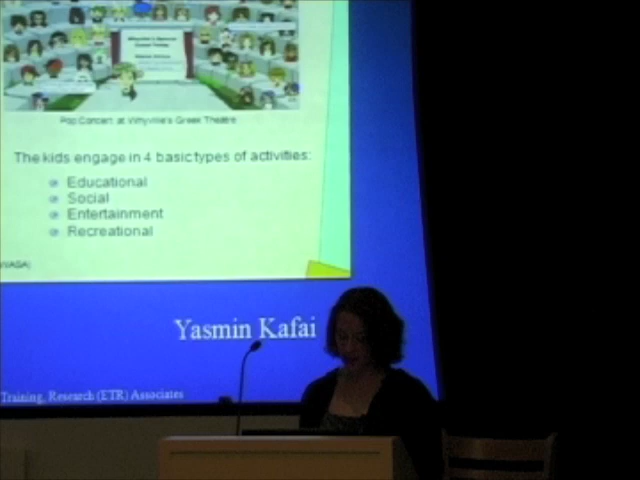 Pop Concert at Whyville's Greek Theatre
The kids engage in 4 basic types of activities:
Educational
Social
Entertainment
Recreational
Yasmin Kafai
Training, Research (ETR) Associates